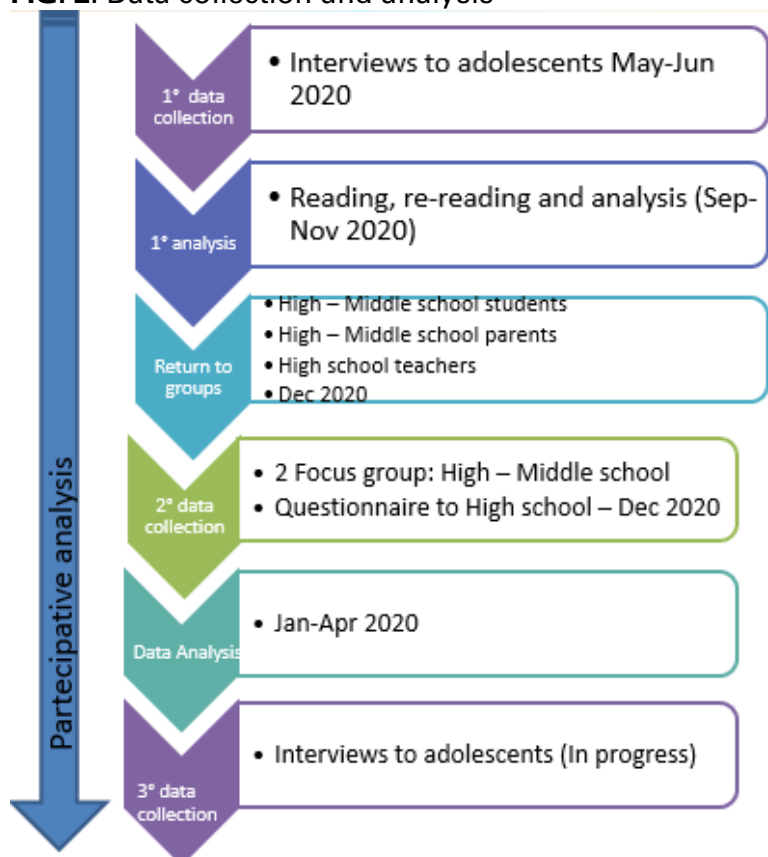 FIG. 2. Data collection and analysis
1° data
collection
• Interviews to adolescents May-Jun
2020
1° analysis
• Reading, re-reading and analysis (Sep-
Nov 2020)
Return to
groups
• High – Middle school students
• High – Middle school parents
• High school teachers
• Dec 2020
2° data
collection
• 2 Focus group: High – Middle school
• Questionnaire to High school – Dec 2020
Data Analysis
• Jan-Apr 2020
3° data
collection
• Interviews to adolescents (In progress)
Partecipative analysis